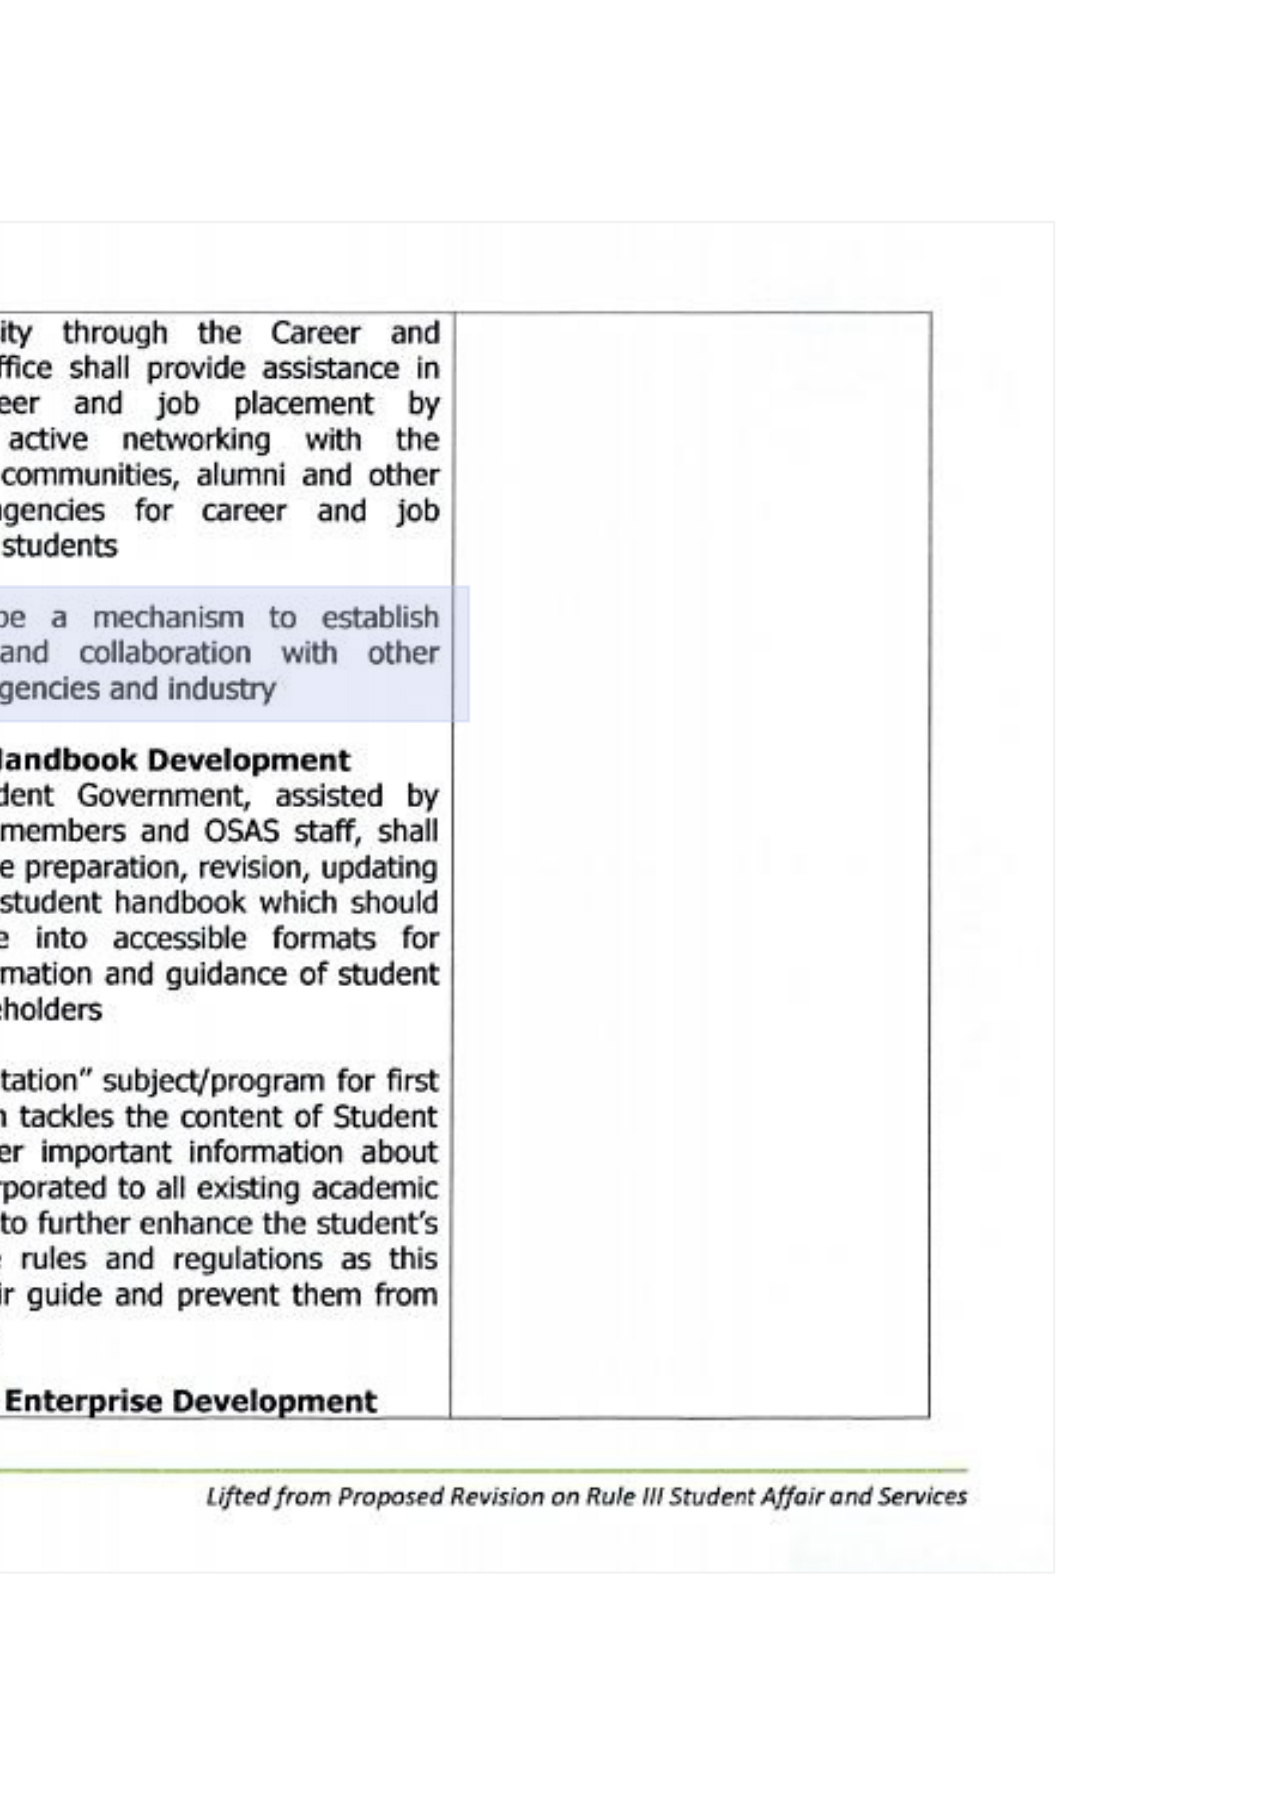 ity through the Career and
ffice shall provide assistance in
eer and job placement by
active networking with the
communities, alumni and other
gencies for career and job
students
be a mechanism to establish
and collaboration with other
gencies and industry
andbook Development
dent Government, assisted by
members and OSAS staff, shall
e preparation, revision, updating
student handbook which should
e into accessible formats for
rmation and guidance of student
eholders
tation” subject/program for first
n tackles the content of Student
er important information about
rporated to all existing academic
to further enhance the student’s
e rules and regulations as this
ir guide and prevent them from
Enterprise Development
Lifted from Proposed Revision on Rule III Student Affair and Services